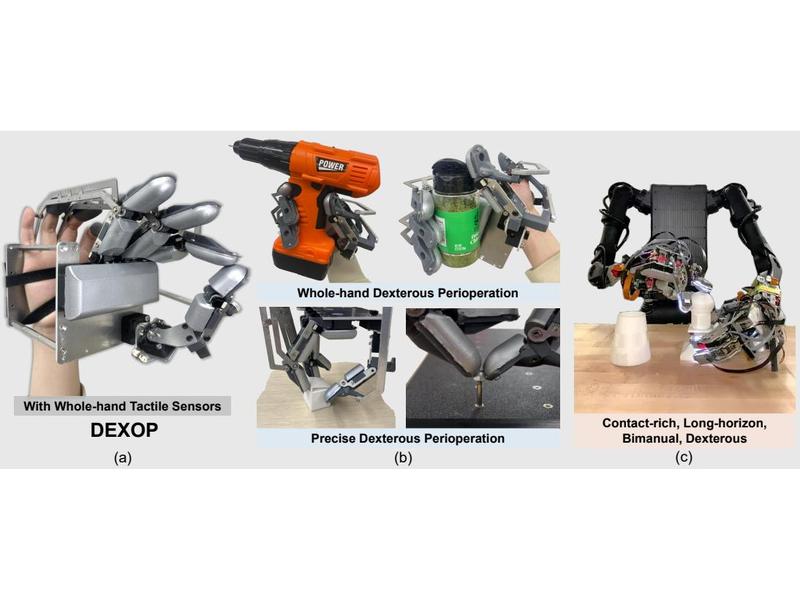 POWER
Whole-hand Dexterous Perioperation
With Whole-hand Tactile Sensors
DEXOP
Precise Dexterous Perioperation
Contact-rich, Long-horizon,
Bimanual, Dexterous
(a)
(b)
(c)